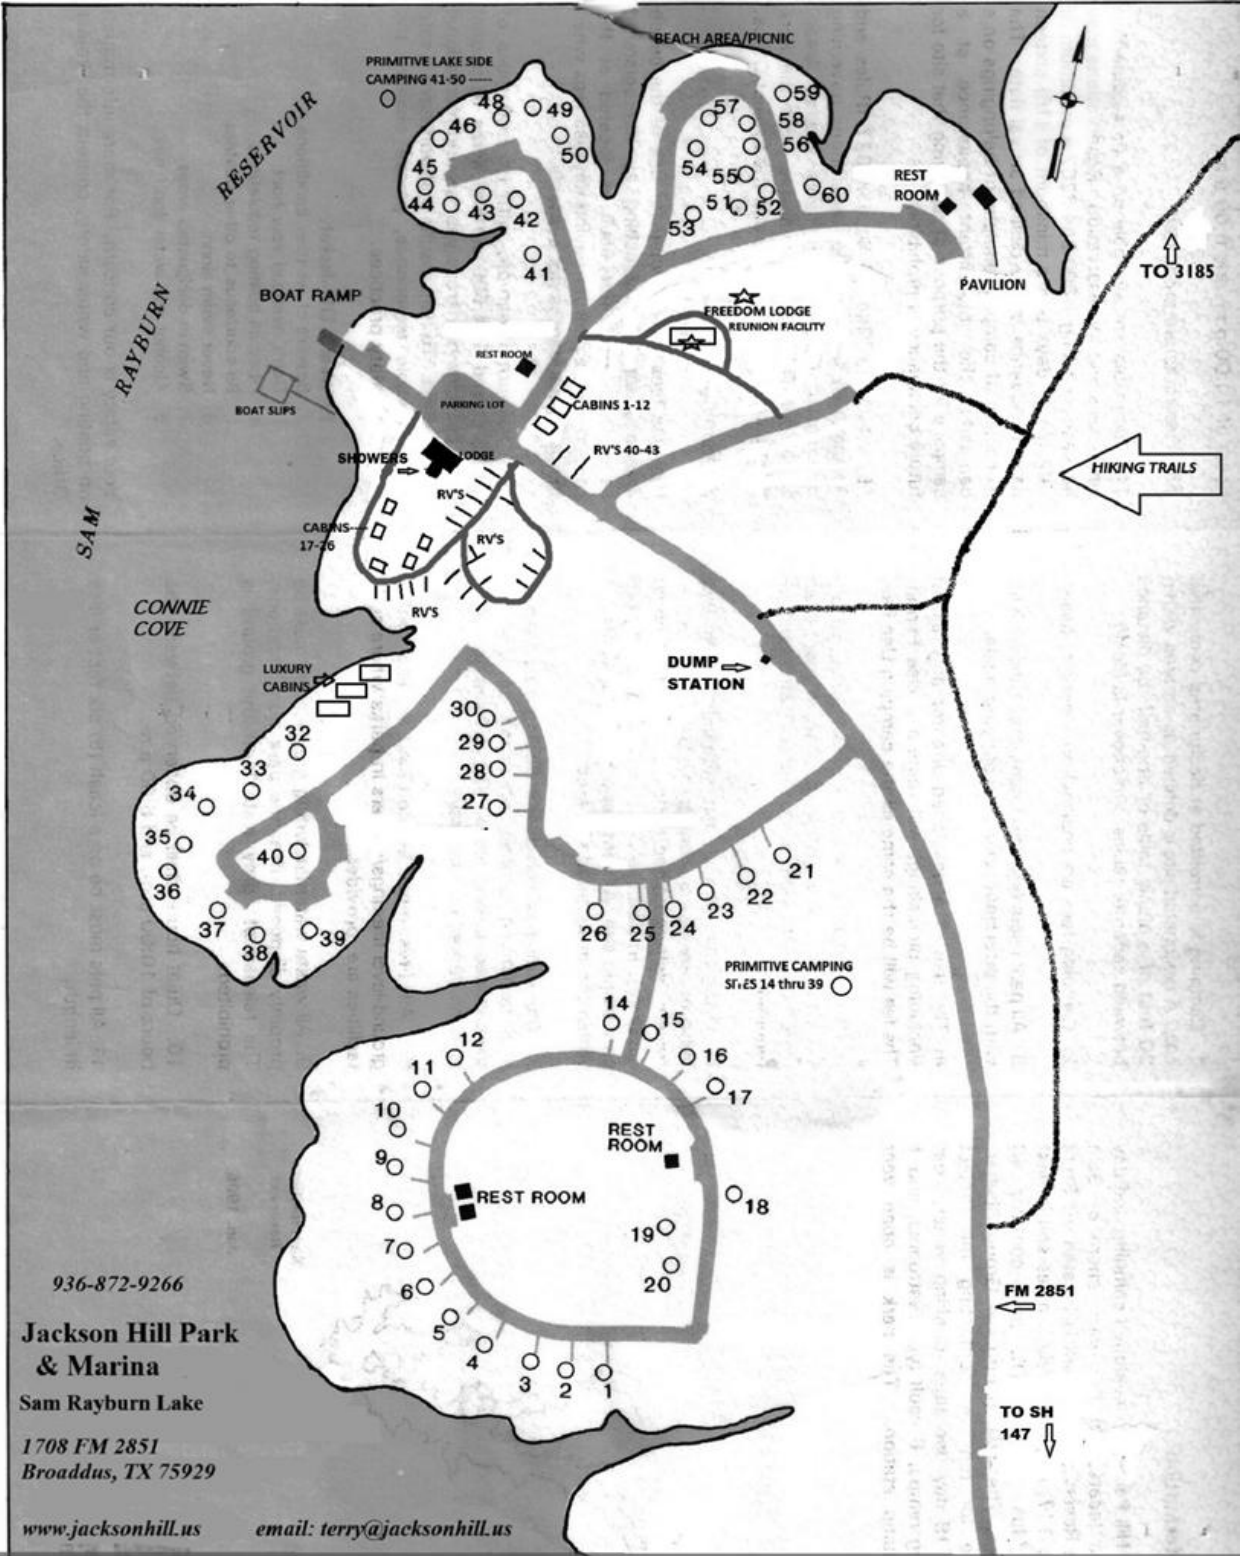 BEACH AREA/PICNIC
PRIMITIVE LAKE SIDE
CAMPING 41-50
RESERVOIR
RAYBURN
SAM
48
49
46
50
45
44
43
42
41
57
59
58
56
54
55
51
52
53
60
REST
ROOM
PAVILION
TO 3185
BOAT RAMP
FREEDOM LODGE
REUNION FACILITY
REST ROOM
BOAT SLIPS
PARKING LOT
CABINS 1-12
SHOWERS
LODGE
RV'S 40-43
HIKING TRAILS
RV'S
CABINS
17-26
RV'S
RV'S
CONNIE
COVE
LUXURY
CABINS
DUMP
STATION
30
29
28
27
32
33
34
35
36
40
37
38
39
21
22
23
24
25
26
PRIMITIVE CAMPING
SITES 14 thru 39
14
15
16
17
12
11
10
9
8
7
6
5
4
3
2
1
REST
ROOM
REST ROOM
18
19
20
FM 2851
TO SH
147
936-872-9266
Jackson Hill Park
& Marina
Sam Rayburn Lake
1708 FM 2851
Broaddus, TX 75929
www.jacksonhill.us email: terry@jacksonhill.us